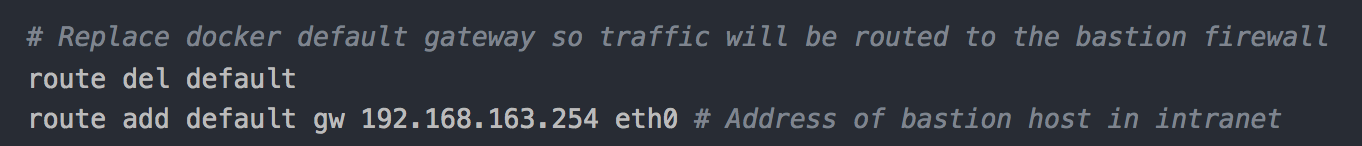 # Replace docker default gateway so traffic will be routed to the bastion firewall
route del default
route add default gw 192.168.163.254 eth0 # Address of bastion host in intranet